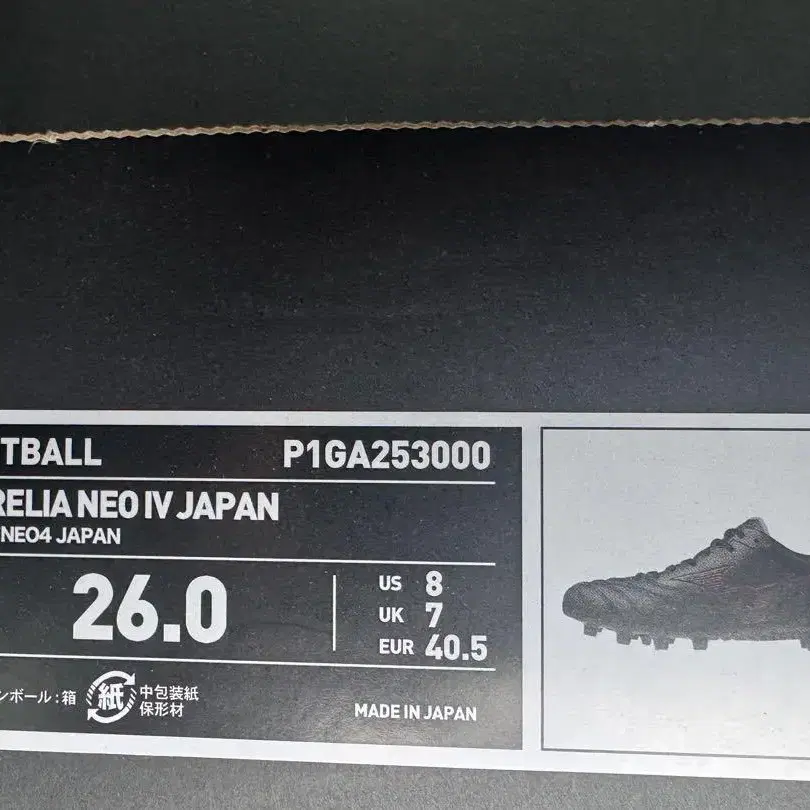 TBALL P1GA253000
RELIA NEO IV JAPAN
NEO4 JAPAN
26.0
US 8
UK 7
EUR 40.5
ンボール:箱 紙 中包装紙
保形材
MADE IN JAPAN